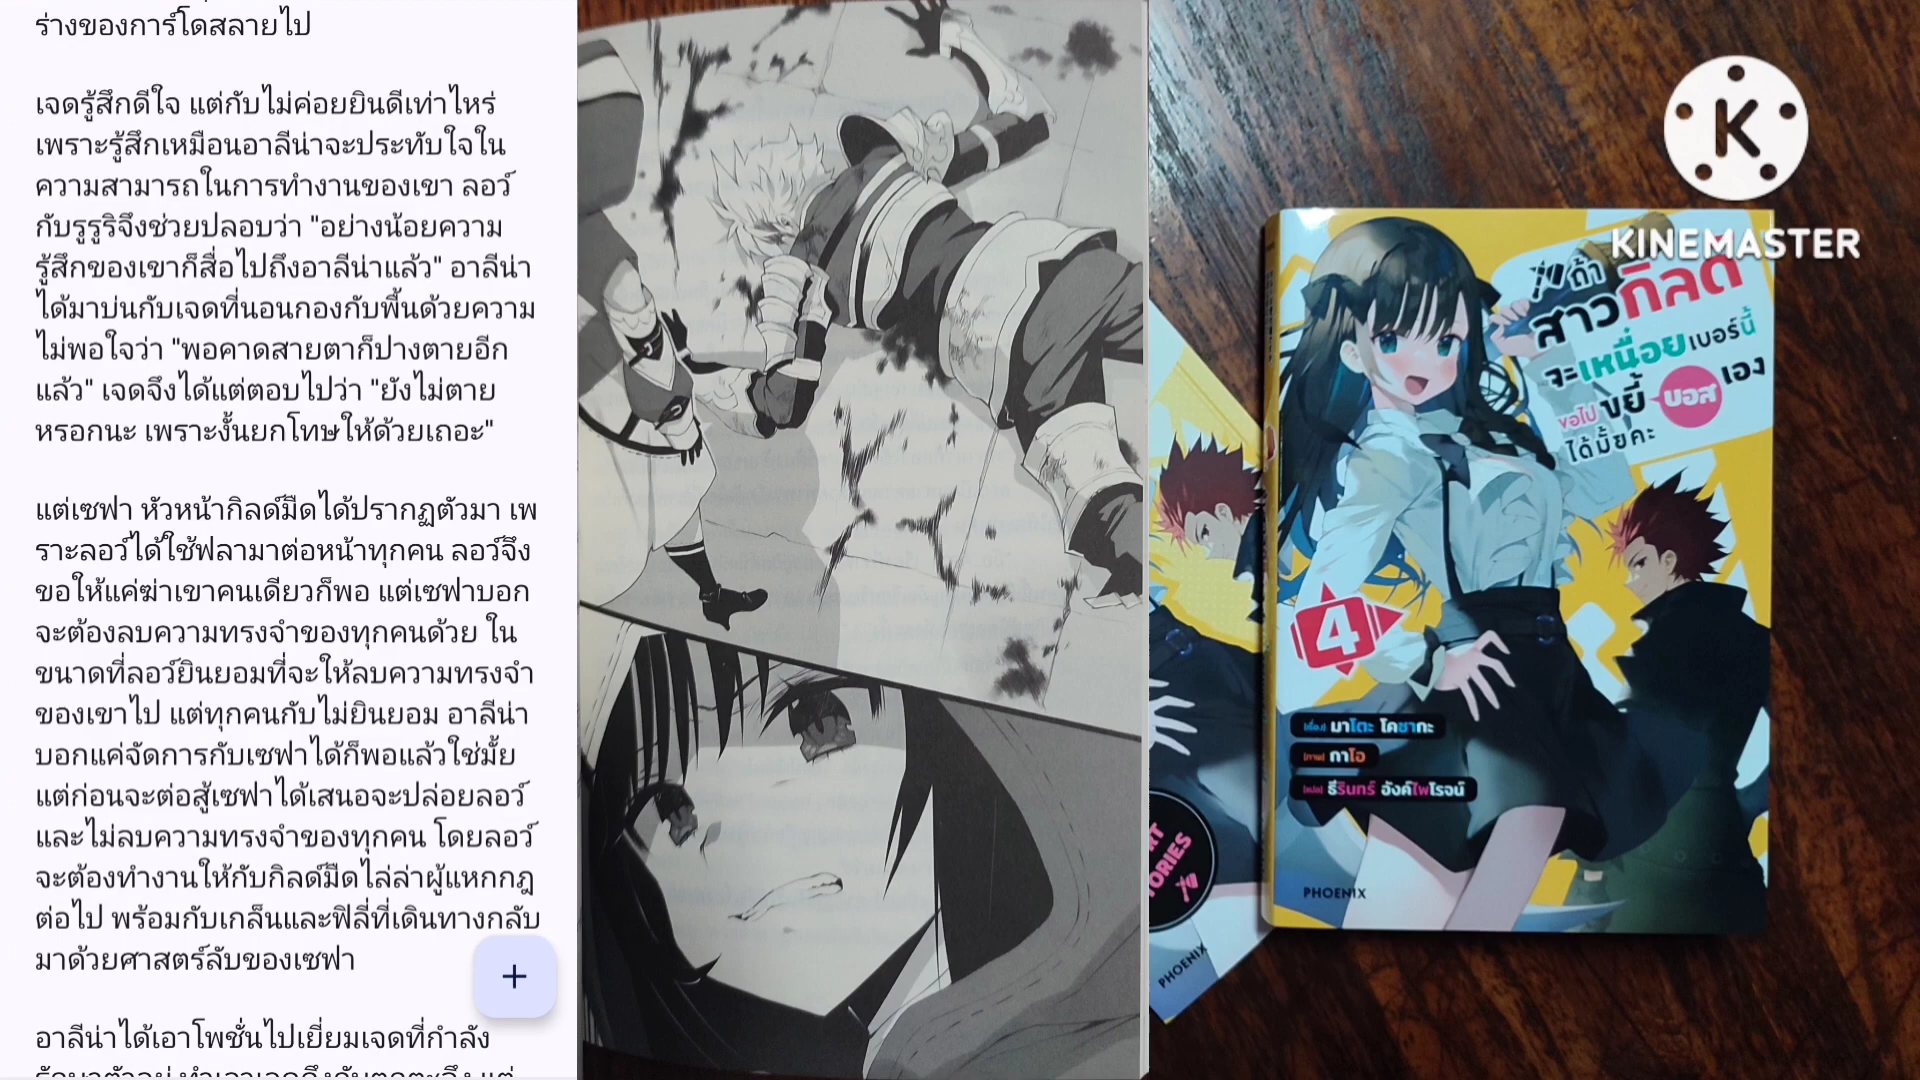 ร่างของการ์โดสลายไป
เจดรู้สึกดีใจ แต่กับไม่ค่อยยินดีเท่าไหร่
เพราะรู้สึกเหมือนอาลีน่าจะประทับใจใน
ความสามารถในการทำงานของเขา ลอว์
กับรูรูริจึงช่วยปลอบว่า "อย่างน้อยความ
รู้สึกของเขาก็สื่อไปถึงอาลีน่าแล้ว" อาลีน่า
ได้มาบ่นกับเจดที่นอนกองกับพื้นด้วยความ
ไม่พอใจว่า "พอคาดสายตาก็ปางตายอีก
แล้ว" เจดจึงได้แต่ตอบไปว่า "ยังไม่ตาย
หรอกนะ เพราะงั้นยกโทษให้ด้วยเถอะ"
แต่เซฟา หัวหน้ากิลด์มืดได้ปรากฏตัวมา เพ
ราะลอว์ได้ใช้ฟลามาต่อหน้าทุกคน ลอว์จึง
ขอให้แค่ฆ่าเขาคนเดียวก็พอ แต่เซฟาบอก
จะต้องลบความทรงจำของทุกคนด้วย ใน
ขนาดที่ลอว์ยินยอมที่จะให้ลบความทรงจำ
ของเขาไป แต่ทุกคนกับไม่ยินยอม อาลีน่า
บอกแค่จัดการกับเซฟาได้ก็พอแล้วใช่มั้ย
แต่ก่อนจะต่อสู้เซฟาได้เสนอจะปล่อยลอว์
และไม่ลบความทรงจำของทุกคน โดยลอว์
จะต้องทำงานให้กับกิลด์มืดไล่ล่าผู้แหกกฎ
ต่อไป พร้อมกับเกล็นและฟิลี่ที่เดินทางกลับ
มาด้วยศาสตร์ลับของเซฟา
อาลีน่าได้เอาโพชั่นไปเยี่ยมเจดที่กำลัง
K
KINEMASTER
ถ้า
สาวกิลด์
จะเหนื่อยเบอร์นี้
ขอไปขยี้บอสเอง
ได้มั้ยคะ
4
[เรื่อง] มาโตะ โคซากะ
[ภาพ] กาโอ
[แปล] ธีรินทร์ อังค์ไพโรจน์
PHOENIX
PHOENIX